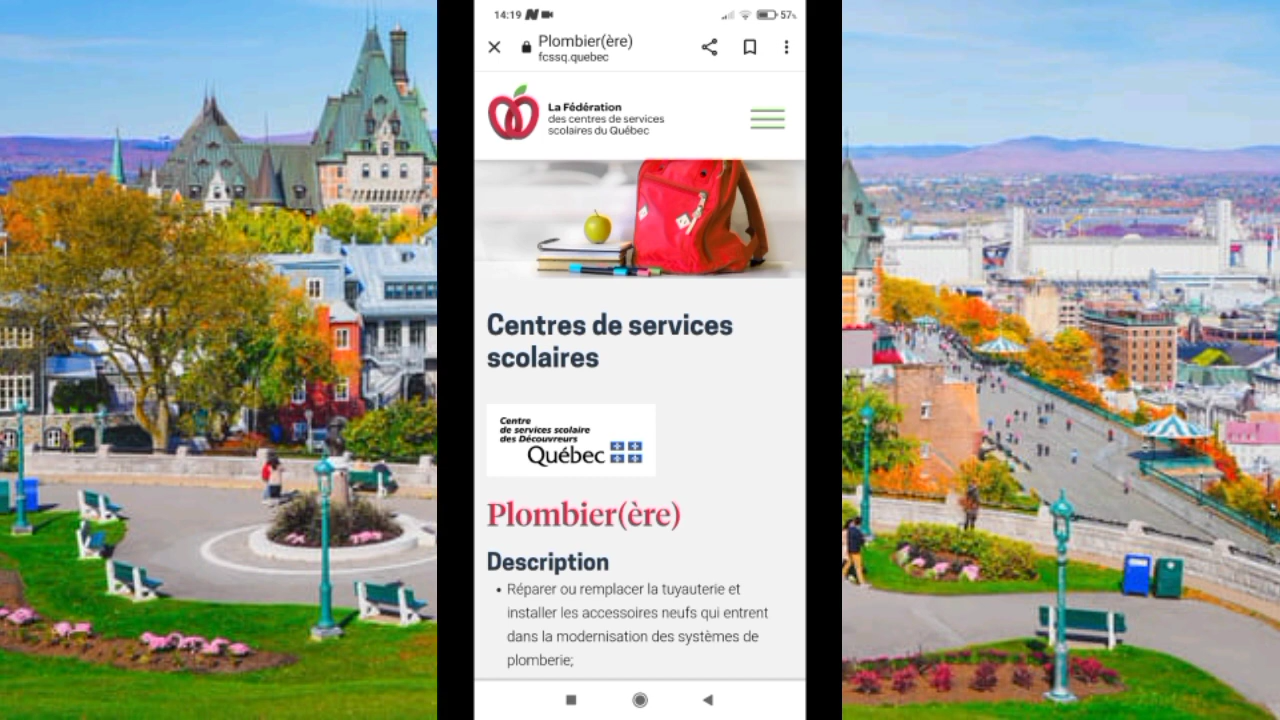 14:19
57%
Plombier(ère)
fcssq.quebec
La Fédération
des centres de services
scolaires du Québec
Centres de services
scolaires
Centre
de services scolaire
des Découvreurs
Québec
Plombier(ère)
Description
• Réparer ou remplacer la tuyauterie et
installer les accessoires neufs qui entrent
dans la modernisation des systèmes de
plomberie;